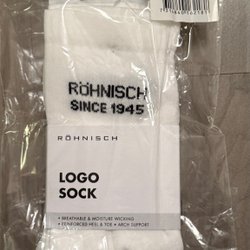 RÖHNISCH
SINCE 1945
RÖHNISCH
LOGO
SOCK
• BREATHABLE & MOISTURE WICKING
• REINFORCED HEEL & TOE • ARCH SUPPORT